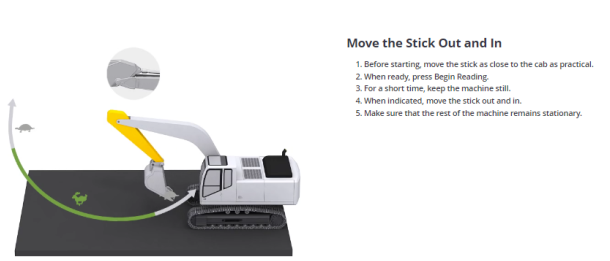 Move the Stick Out and In
1. Before starting, move the stick as close to the cab as practical.
2. When ready, press Begin Reading.
3. For a short time, keep the machine still.
4. When indicated, move the stick out and in.
5. Make sure that the rest of the machine remains stationary.